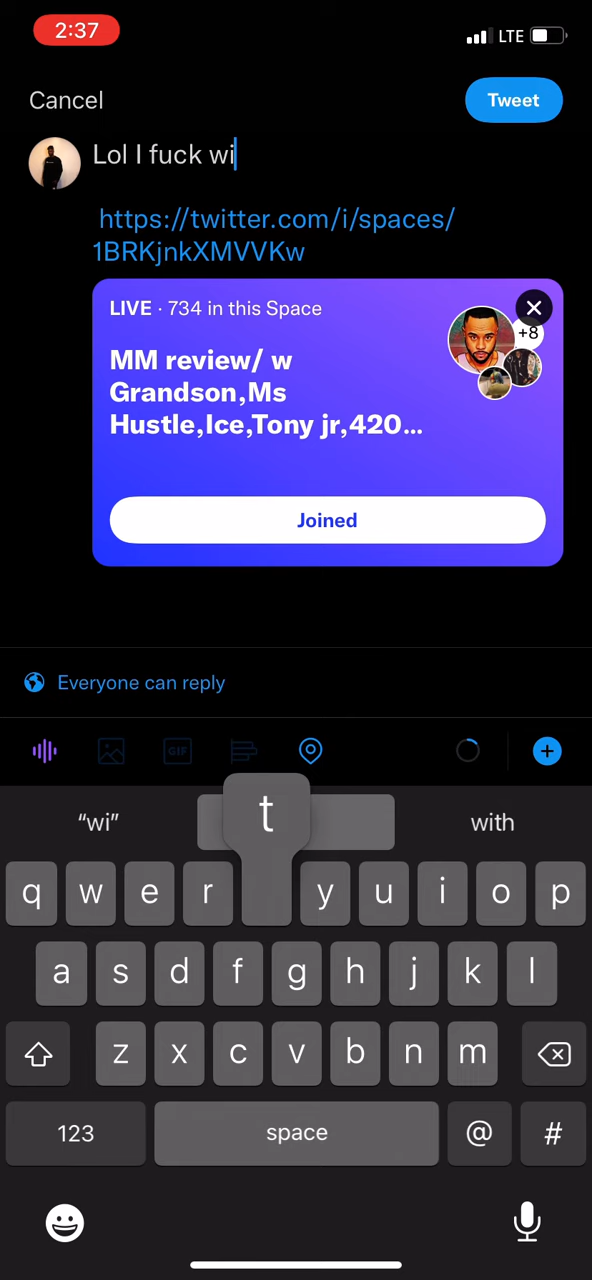 2:37
LTE
Cancel
Tweet
Lol I fuck wi
https://twitter.com/i/spaces/
1BRKjnkXMVVKw
LIVE · 734 in this Space
+8
MM review/ w
Grandson,Ms
Hustle,Ice,Tony jr,420...
Joined
Everyone can reply
GIF
t
“wi”
with
q w e r y u i o p
a s d f g h j k l
z x c v b n m
123
space
@
#